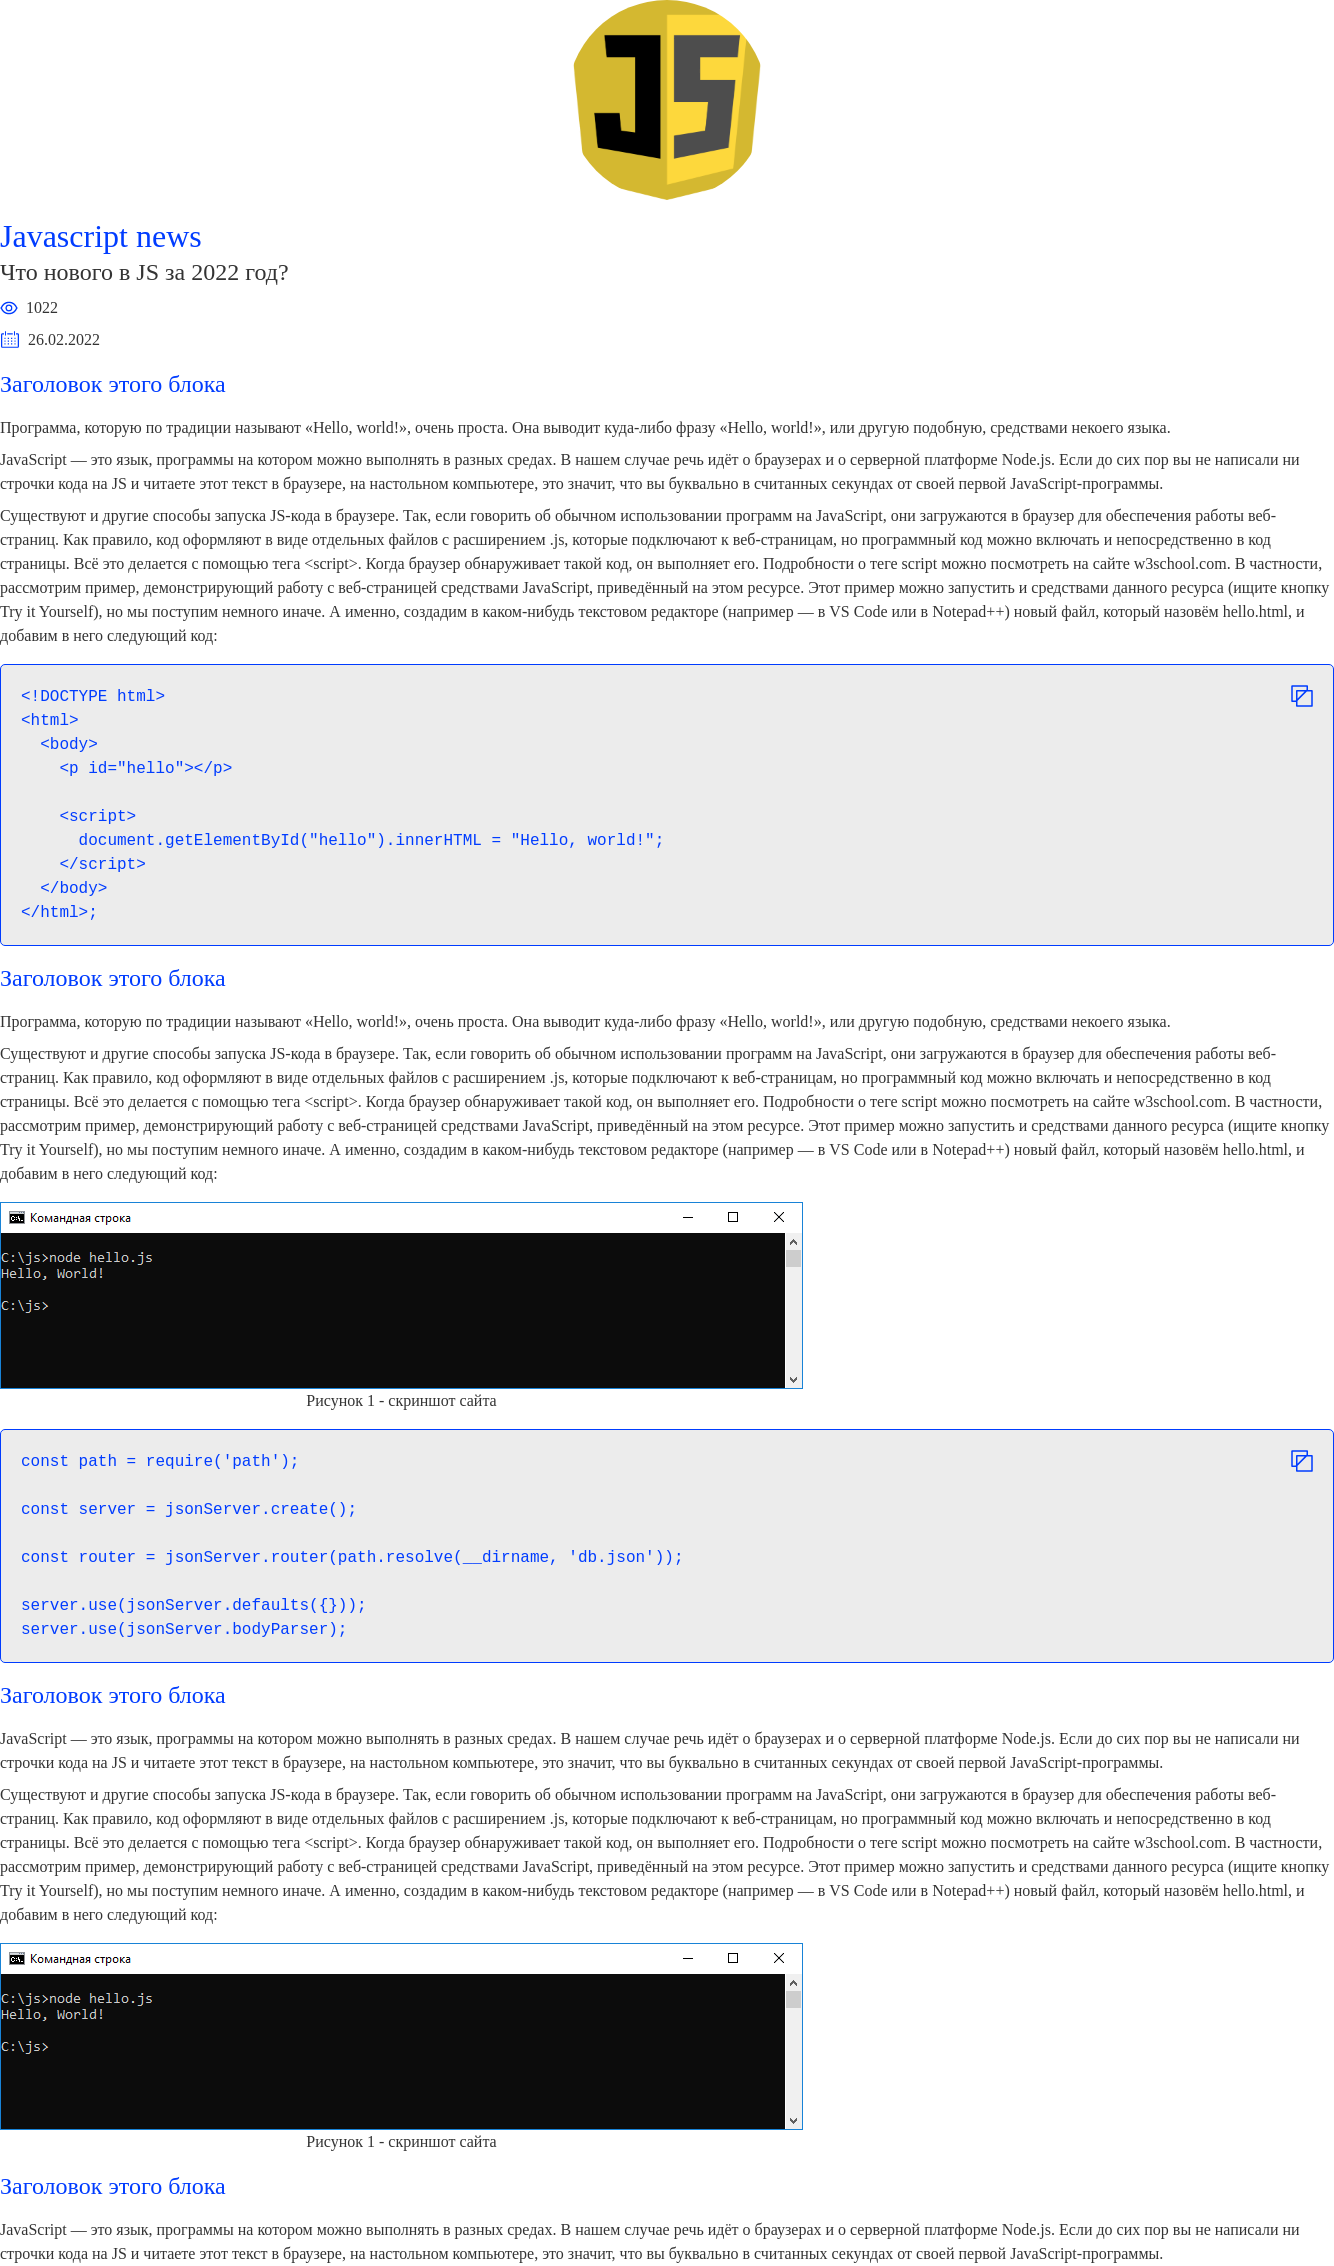 JS
Javascript news
Что нового в JS за 2022 год?
1022
26.02.2022
Заголовок этого блока
Программа, которую по традиции называют «Hello, world!», очень проста. Она выводит куда-либо фразу «Hello, world!», или другую подобную, средствами некоего языка.
JavaScript — это язык, программы на котором можно выполнять в разных средах. В нашем случае речь идёт о браузерах и о серверной платформе Node.js. Если до сих пор вы не написали ни
строчки кода на JS и читаете этот текст в браузере, на настольном компьютере, это значит, что вы буквально в считанных секундах от своей первой JavaScript-программы.
Существуют и другие способы запуска JS-кода в браузере. Так, если говорить об обычном использовании программ на JavaScript, они загружаются в браузер для обеспечения работы веб-
страниц. Как правило, код оформляют в виде отдельных файлов с расширением .js, которые подключают к веб-страницам, но программный код можно включать и непосредственно в код
страницы. Всё это делается с помощью тега <script>. Когда браузер обнаруживает такой код, он выполняет его. Подробности о теге script можно посмотреть на сайте w3school.com. В частности,
рассмотрим пример, демонстрирующий работу с веб-страницей средствами JavaScript, приведённый на этом ресурсе. Этот пример можно запустить и средствами данного ресурса (ищите кнопку
Try it Yourself), но мы поступим немного иначе. А именно, создадим в каком-нибудь текстовом редакторе (например — в VS Code или в Notepad++) новый файл, который назовём hello.html, и
добавим в него следующий код:
<!DOCTYPE html>
<html>
  <body>
    <p id="hello"></p>
    <script>
      document.getElementById("hello").innerHTML = "Hello, world!";
    </script>
  </body>
</html>;
Заголовок этого блока
Программа, которую по традиции называют «Hello, world!», очень проста. Она выводит куда-либо фразу «Hello, world!», или другую подобную, средствами некоего языка.
Существуют и другие способы запуска JS-кода в браузере. Так, если говорить об обычном использовании программ на JavaScript, они загружаются в браузер для обеспечения работы веб-
страниц. Как правило, код оформляют в виде отдельных файлов с расширением .js, которые подключают к веб-страницам, но программный код можно включать и непосредственно в код
страницы. Всё это делается с помощью тега <script>. Когда браузер обнаруживает такой код, он выполняет его. Подробности о теге script можно посмотреть на сайте w3school.com. В частности,
рассмотрим пример, демонстрирующий работу с веб-страницей средствами JavaScript, приведённый на этом ресурсе. Этот пример можно запустить и средствами данного ресурса (ищите кнопку
Try it Yourself), но мы поступим немного иначе. А именно, создадим в каком-нибудь текстовом редакторе (например — в VS Code или в Notepad++) новый файл, который назовём hello.html, и
добавим в него следующий код:
Командная строка
C:\js>node hello.js
Hello, World!
C:\js>
Рисунок 1 - скриншот сайта
const path = require('path');
const server = jsonServer.create();
const router = jsonServer.router(path.resolve(__dirname, 'db.json'));
server.use(jsonServer.defaults({}));
server.use(jsonServer.bodyParser);
Заголовок этого блока
JavaScript — это язык, программы на котором можно выполнять в разных средах. В нашем случае речь идёт о браузерах и о серверной платформе Node.js. Если до сих пор вы не написали ни
строчки кода на JS и читаете этот текст в браузере, на настольном компьютере, это значит, что вы буквально в считанных секундах от своей первой JavaScript-программы.
Существуют и другие способы запуска JS-кода в браузере. Так, если говорить об обычном использовании программ на JavaScript, они загружаются в браузер для обеспечения работы веб-
страниц. Как правило, код оформляют в виде отдельных файлов с расширением .js, которые подключают к веб-страницам, но программный код можно включать и непосредственно в код
страницы. Всё это делается с помощью тега <script>. Когда браузер обнаруживает такой код, он выполняет его. Подробности о теге script можно посмотреть на сайте w3school.com. В частности,
рассмотрим пример, демонстрирующий работу с веб-страницей средствами JavaScript, приведённый на этом ресурсе. Этот пример можно запустить и средствами данного ресурса (ищите кнопку
Try it Yourself), но мы поступим немного иначе. А именно, создадим в каком-нибудь текстовом редакторе (например — в VS Code или в Notepad++) новый файл, который назовём hello.html, и
добавим в него следующий код:
Командная строка
C:\js>node hello.js
Hello, World!
C:\js>
Рисунок 1 - скриншот сайта
Заголовок этого блока
JavaScript — это язык, программы на котором можно выполнять в разных средах. В нашем случае речь идёт о браузерах и о серверной платформе Node.js. Если до сих пор вы не написали ни
строчки кода на JS и читаете этот текст в браузере, на настольном компьютере, это значит, что вы буквально в считанных секундах от своей первой JavaScript-программы.